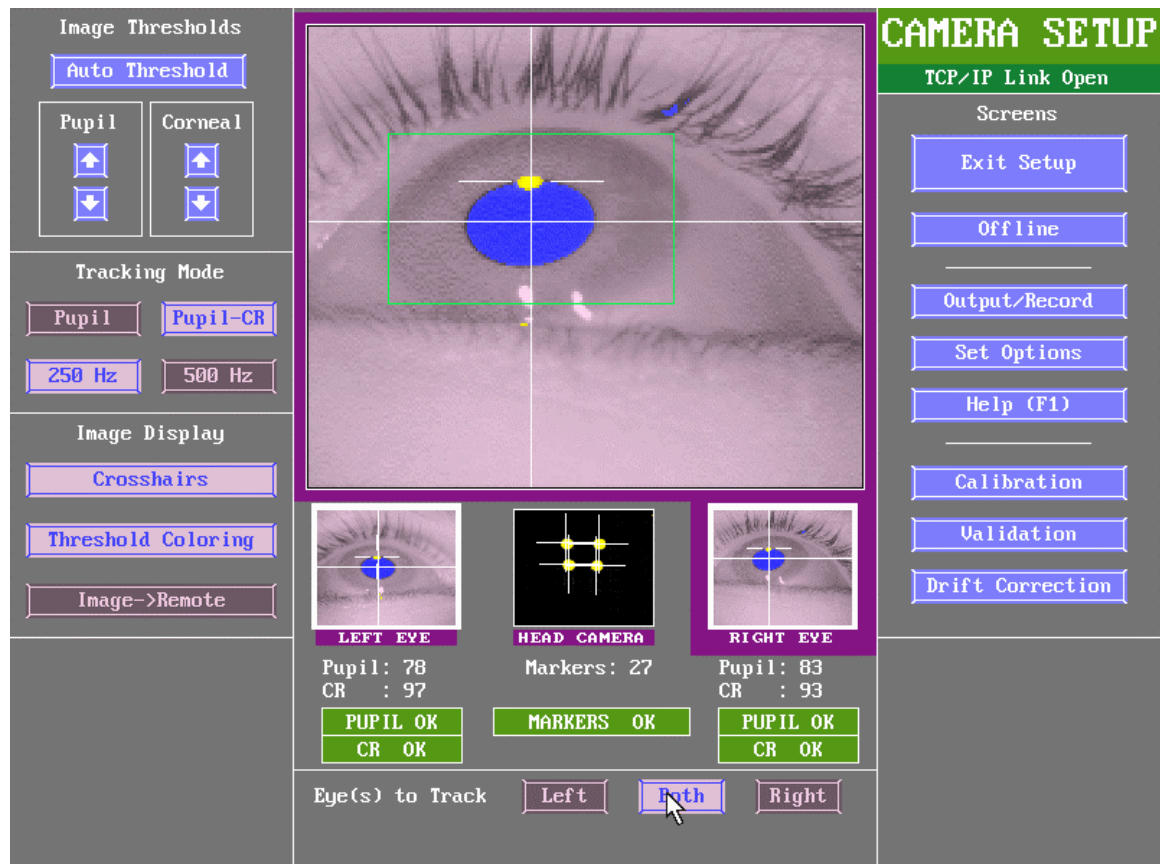 Image Thresholds
Auto Threshold
Pupil
Corneal
Tracking Mode
Pupil
Pupil-CR
250 Hz
500 Hz
Image Display
Crosshairs
Threshold Coloring
Image->Remote
LEFT EYE
HEAD CAMERA
RIGHT EYE
Pupil: 78
CR : 97
Markers: 27
Pupil: 83
CR : 93
PUPIL OK
CR OK
MARKERS OK
PUPIL OK
CR OK
Eye(s) to Track
Left
Both
Right
CAMERA SETUP
TCP/IP Link Open
Screens
Exit Setup
Offline
Output/Record
Set Options
Help (F1)
Calibration
Validation
Drift Correction